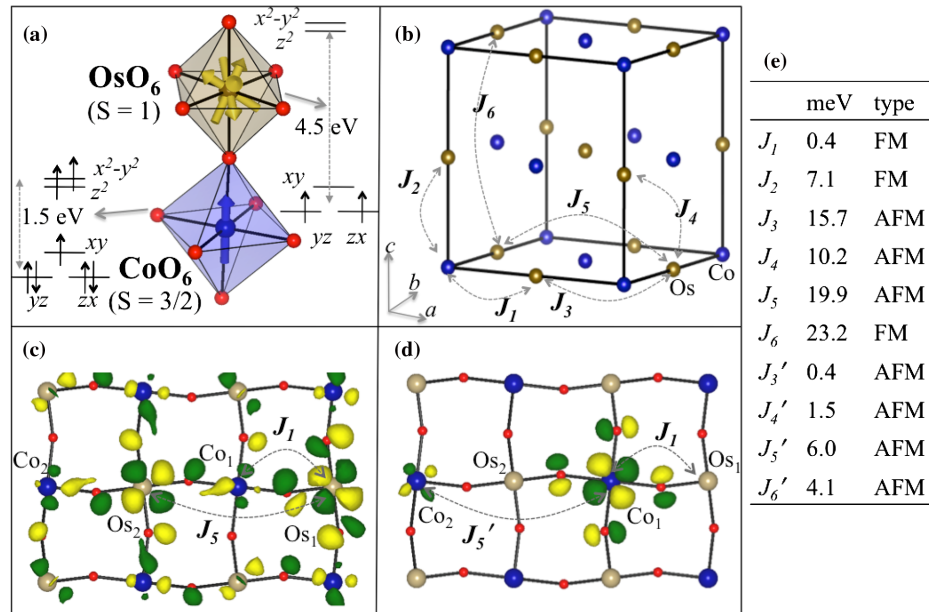 (a)
x²-y²
z²
OsO₆
(S = 1)
4.5 eV
x²-y²
z²
1.5 eV
xy
yz
zx
xy
yz
zx
CoO₆
(S = 3/2)
(b)
J₆
J₂
J₅
J₄
c
b
a
J₁
J₃
Os
Co
(c)
Co₂
Co₁
J₁
Os₂
J₅
Os₁
(d)
Os₂
J₁
Os₁
Co₂
J₅′
Co₁
(e)
meV type
J₁ 0.4 FM
J₂ 7.1 FM
J₃ 15.7 AFM
J₄ 10.2 AFM
J₅ 19.9 AFM
J₆ 23.2 FM
J₃′ 0.4 AFM
J₄′ 1.5 AFM
J₅′ 6.0 AFM
J₆′ 4.1 AFM